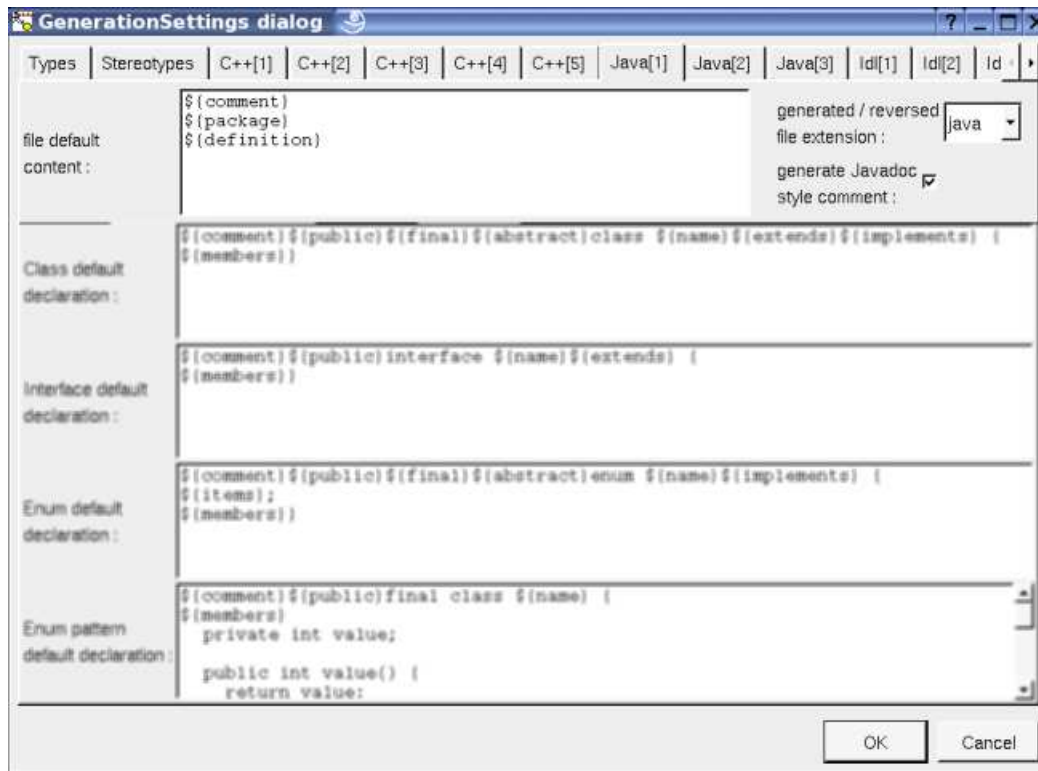 GenerationSettings dialog
Types Stereotypes C++[1] C++[2] C++[3] C++[4] C++[5] Java[1] Java[2] Java[3] Idl[1] Idl[2] Id
file default
content :
${comment}
${package}
${definition}
generated / reversed
file extension :
java
generate Javadoc
style comment :
Class default
declaration :
${comment}${public}${final}${abstract}class ${name}${extends}${implements} {
${members}}
Interface default
declaration :
${comment}${public}interface ${name}${extends} {
${members}}
Enum default
declaration :
${comment}${public}${final}${abstract}enum ${name}${implements} {
${items};
${members}}
Enum pattern
default declaration :
${comment}${public}final class ${name} {
${members}
private int value;
public int value() {
return value;
OK Cancel